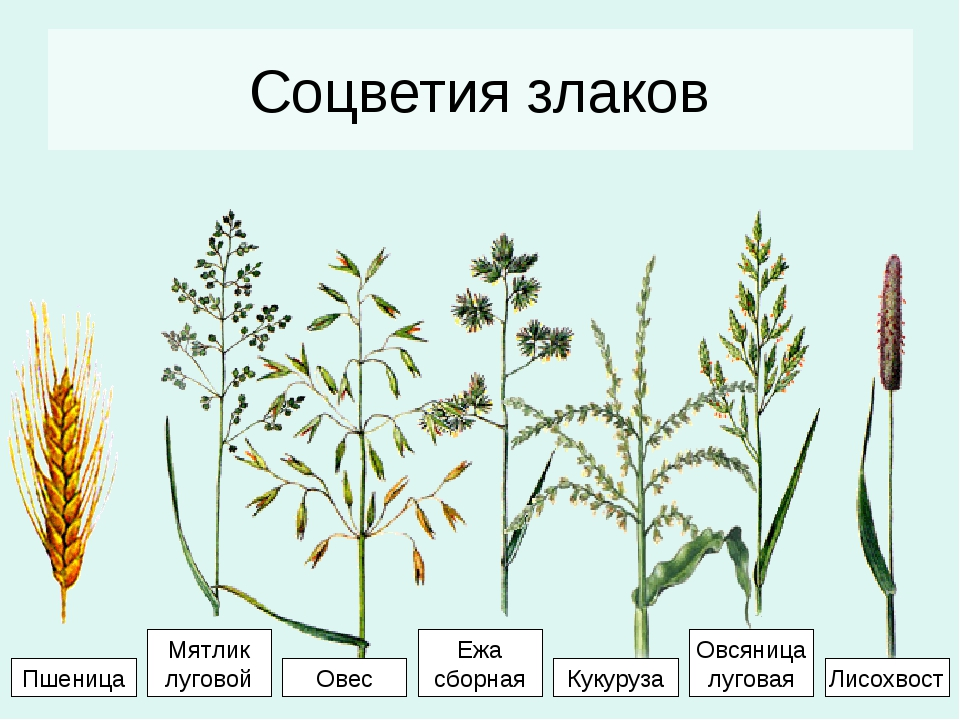 Соцветия злаков
Пшеница
Мятлик
луговой
Овес
Ежа
сборная
Кукуруза
Овсяница
луговая
Лисохвост